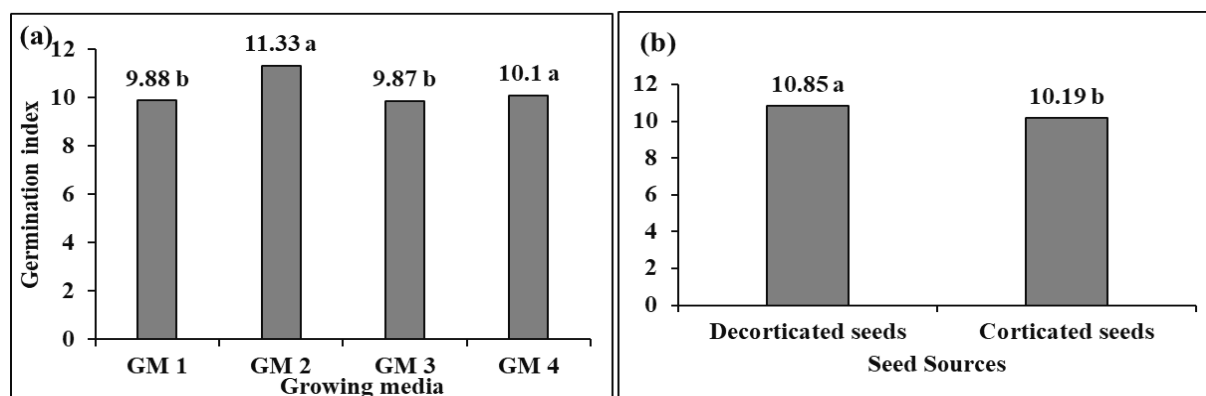 (a)
Germination index
12
10
8
6
4
2
0
9.88 b
11.33 a
9.87 b
10.1 a
GM 1
GM 2
GM 3
GM 4
Growing media
(b)
12
10
8
6
4
2
0
10.85 a
10.19 b
Decorticated seeds
Corticated seeds
Seed Sources